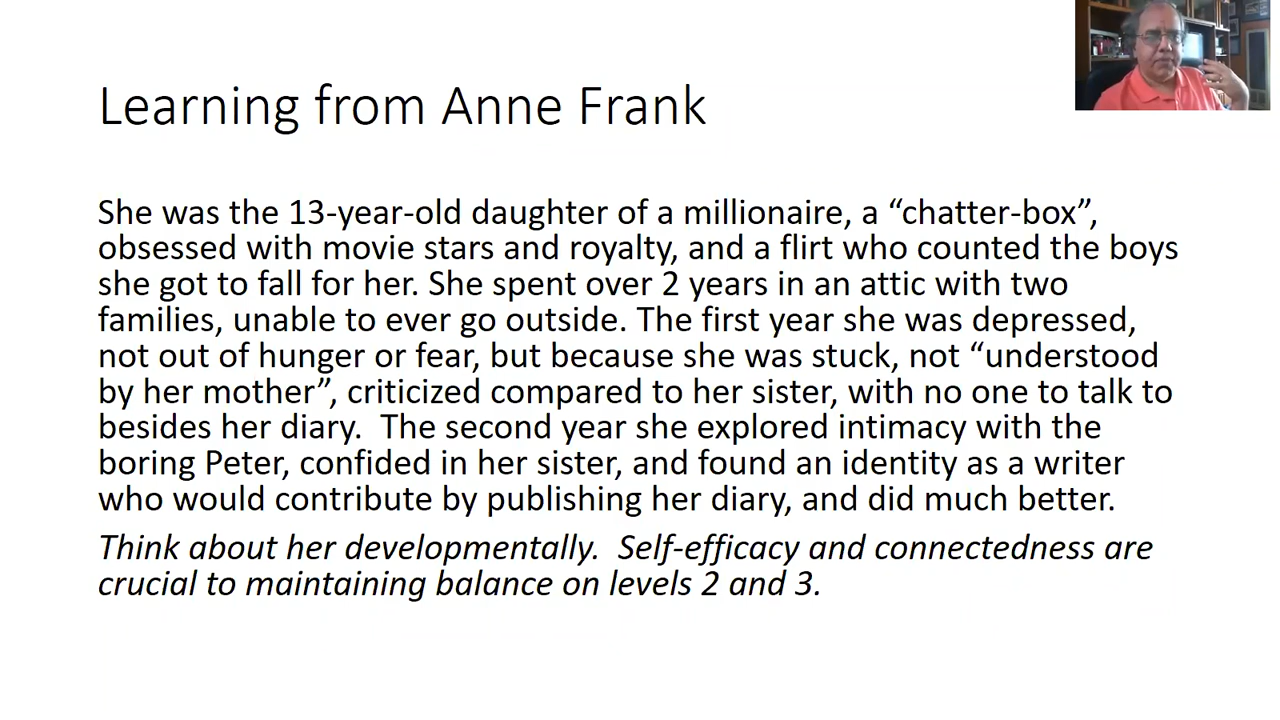 Learning from Anne Frank
She was the 13-year-old daughter of a millionaire, a “chatter-box”,
obsessed with movie stars and royalty, and a flirt who counted the boys
she got to fall for her. She spent over 2 years in an attic with two
families, unable to ever go outside. The first year she was depressed,
not out of hunger or fear, but because she was stuck, not “understood
by her mother”, criticized compared to her sister, with no one to talk to
besides her diary.  The second year she explored intimacy with the
boring Peter, confided in her sister, and found an identity as a writer
who would contribute by publishing her diary, and did much better.
Think about her developmentally.  Self-efficacy and connectedness are
crucial to maintaining balance on levels 2 and 3.